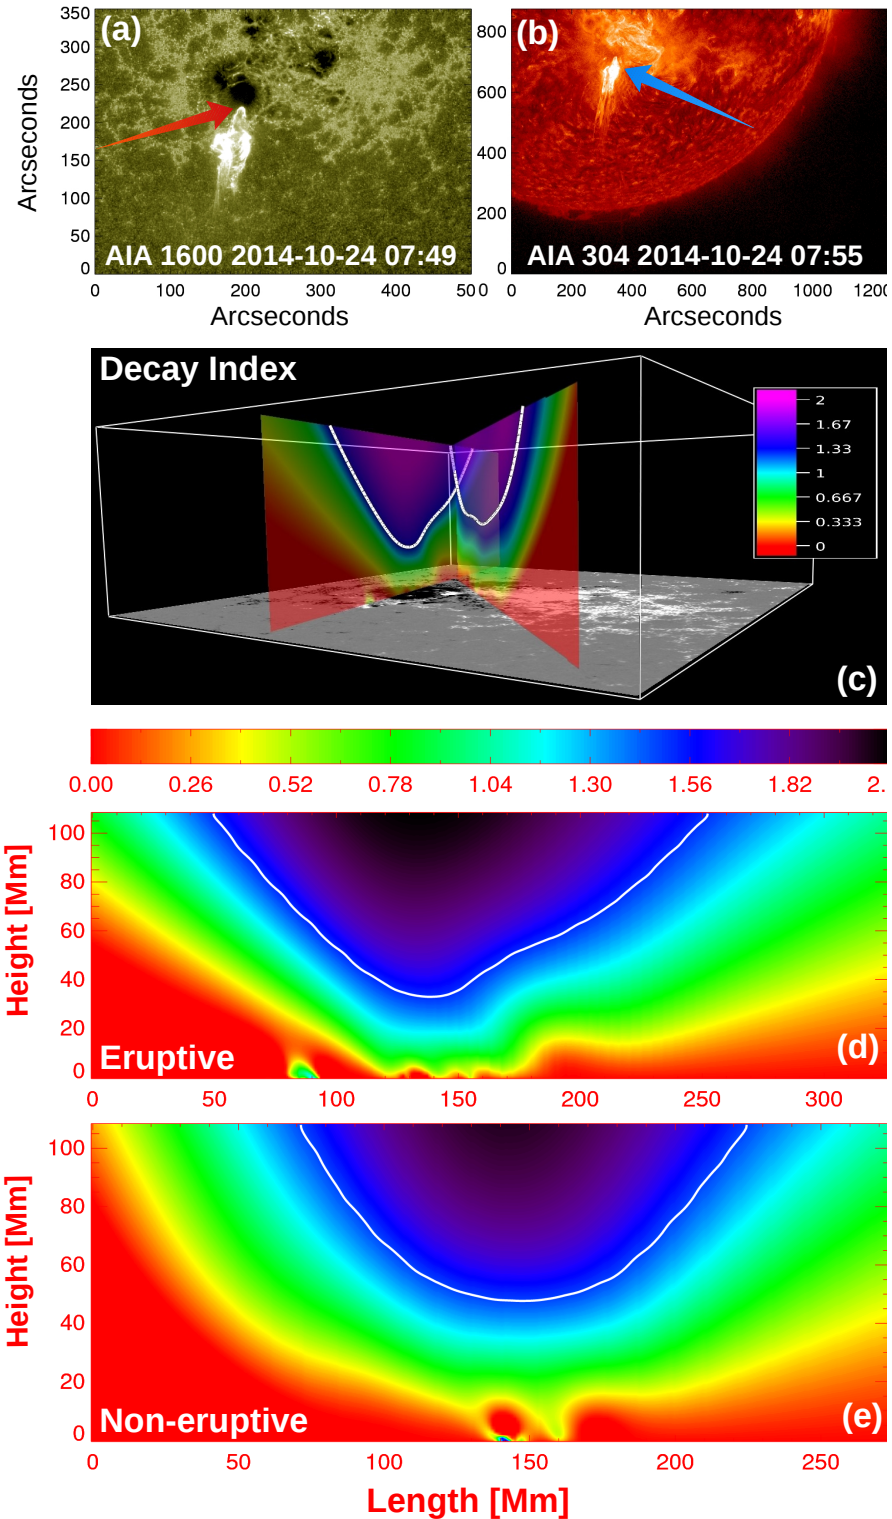 (a)
350
300
250
200
150
100
50
0
Arcseconds
AIA 1600 2014-10-24 07:49
0 100 200 300 400 500
Arcseconds
(b)
800
600
400
200
0
AIA 304 2014-10-24 07:55
0 200 400 600 800 1000 1200
Arcseconds
Decay Index
2
1.67
1.33
1
0.667
0.333
0
(c)
0.00 0.26 0.52 0.78 1.04 1.30 1.56 1.82 2.
Height [Mm]
100
80
60
40
20
0
Eruptive
(d)
0 50 100 150 200 250 300
Height [Mm]
100
80
60
40
20
0
Non-eruptive
(e)
0 50 100 150 200 250
Length [Mm]